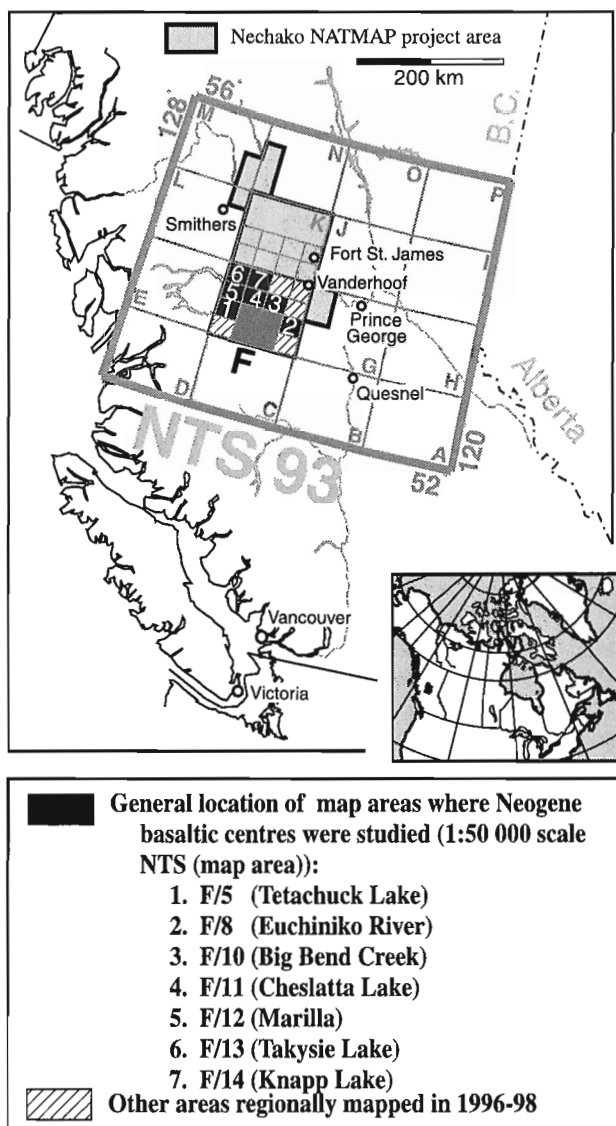 Nechako NATMAP project area
200 km
B.C.
128
56
M
N
O
P
L
K
J
I
Smithers
Fort St. James
Vanderhoof
6
7
5
4
3
1
2
E
Prince
George
F
G
H
Quesnel
Alberta
D
C
B
A
120
52
NTS 93
Vancouver
Victoria
General location of map areas where Neogene
basaltic centres were studied (1:50 000 scale
NTS (map area)):
1. F/5 (Tetachuck Lake)
2. F/8 (Euchiniko River)
3. F/10 (Big Bend Creek)
4. F/11 (Cheslatta Lake)
5. F/12 (Marilla)
6. F/13 (Takysie Lake)
7. F/14 (Knapp Lake)
Other areas regionally mapped in 1996-98